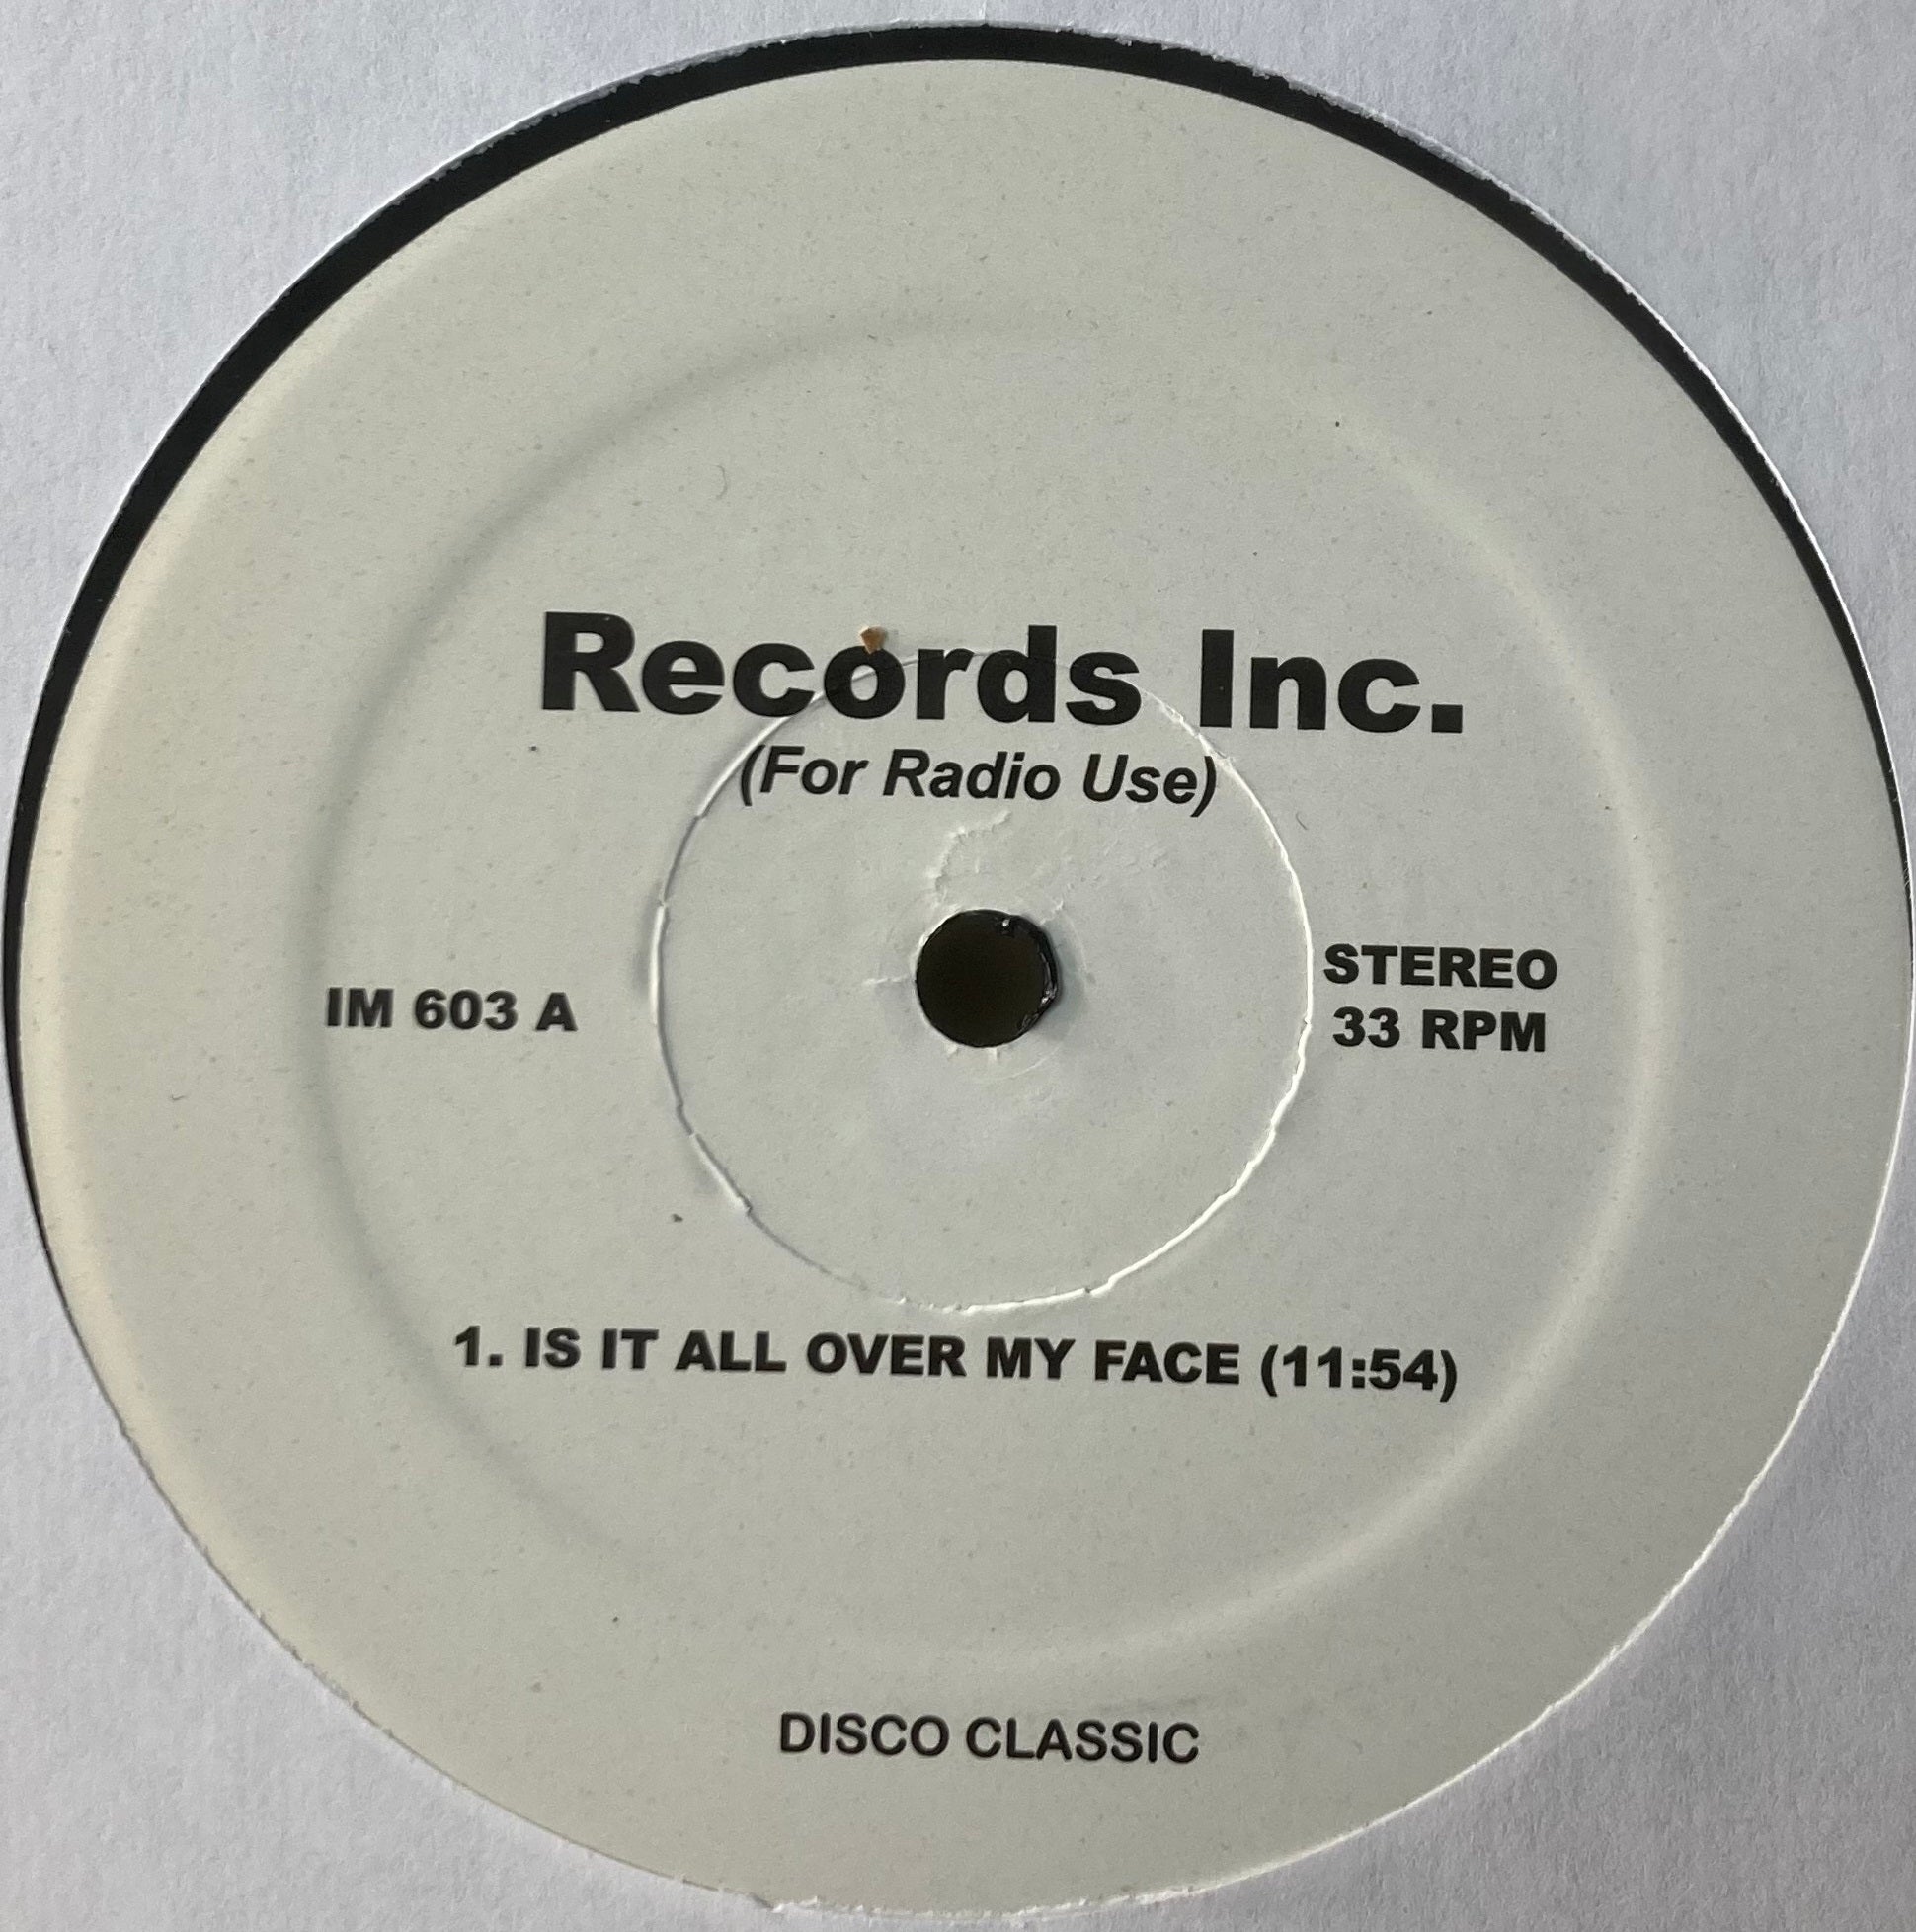 Records Inc.
(For Radio Use)
IM 603 A
STEREO
33 RPM
1. IS IT ALL OVER MY FACE (11:54)
DISCO CLASSIC